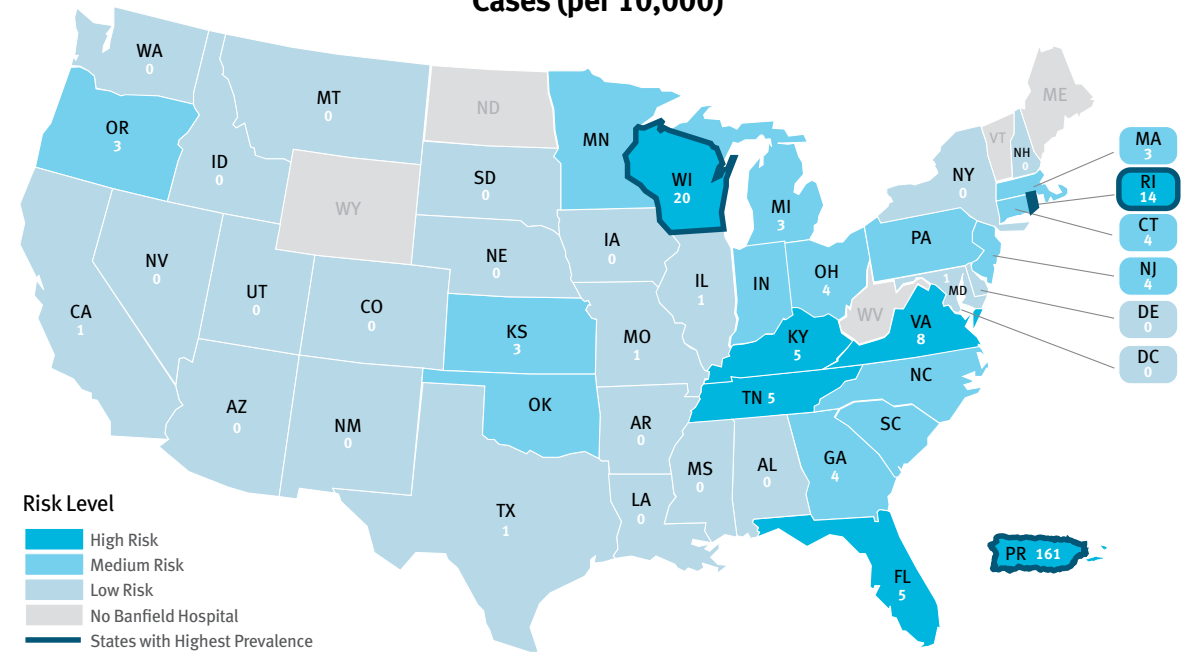 Cases (per 10,000)
WA
0
MT
0
ND
ME
OR
3
MN
VT
NH
0
MA
3
ID
0
SD
0
WI
20
NY
0
RI
14
WY
MI
3
CT
4
IA
0
PA
NE
0
NV
0
OH
4
NJ
4
UT
0
IL
1
IN
1
MD
CO
0
CA
1
WV
VA
8
DE
0
KS
3
MO
1
KY
5
DC
0
NC
TN 5
AZ
0
OK
NM
0
AR
0
SC
GA
4
MS
0
AL
0
LA
0
TX
1
Risk Level
High Risk
Medium Risk
Low Risk
No Banfield Hospital
States with Highest Prevalence
PR 161
FL
5